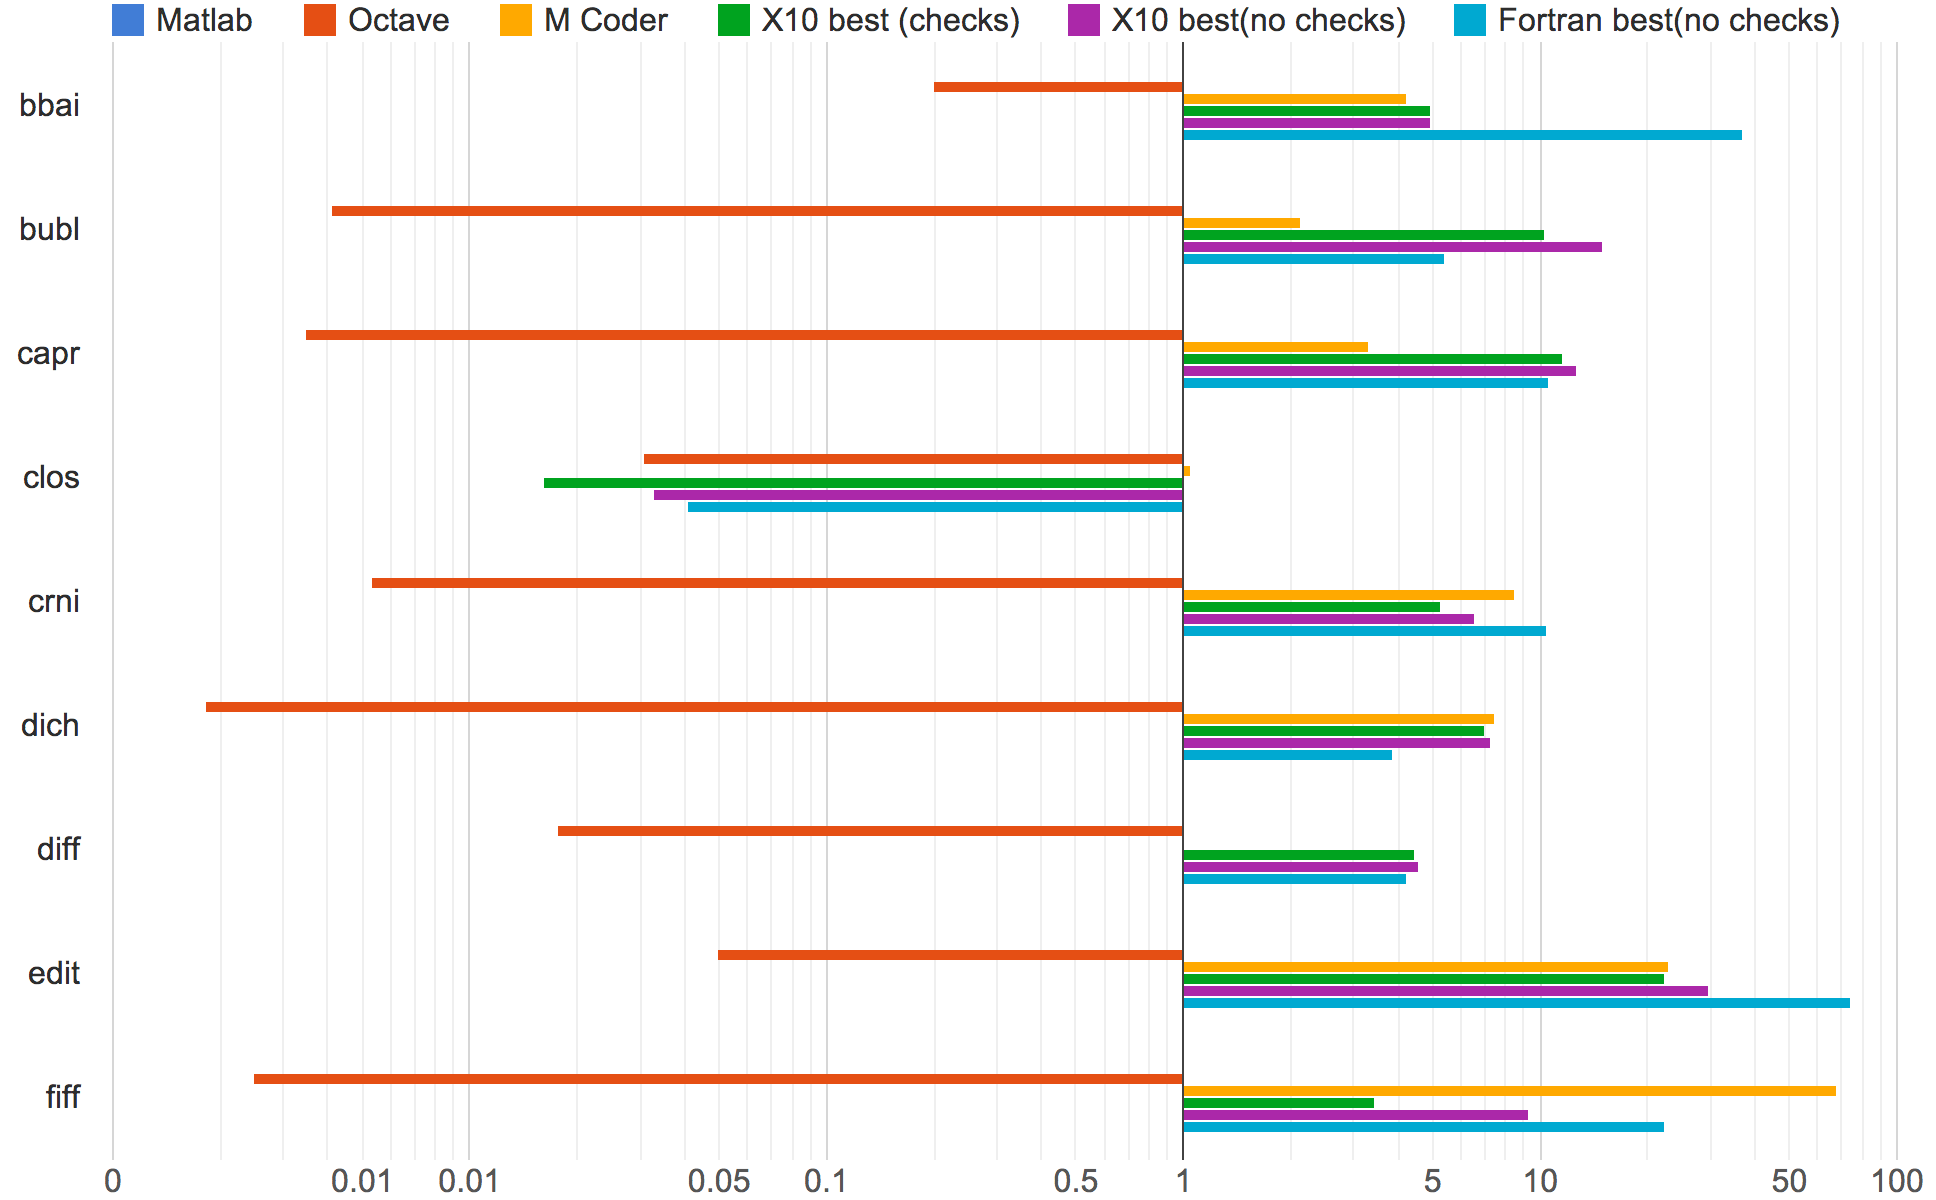 Matlab Octave M Coder X10 best (checks) X10 best(no checks) Fortran best(no checks)
bbai
bubl
capr
clos
crni
dich
diff
edit
fiff
0 0.01 0.01 0.05 0.1 0.5 1 5 10 50 100